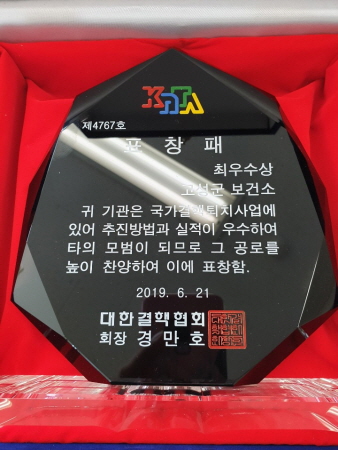 KNTA
제4767호
표 창 패
최우수상
고성군 보건소
귀 기관은 국가결핵퇴치사업에
있어 추진방법과 실적이 우수하여
타의 모범이 되므로 그 공로를
높이 찬양하여 이에 표창함.
2019. 6. 21
대한결핵협회
회장 경 만 호